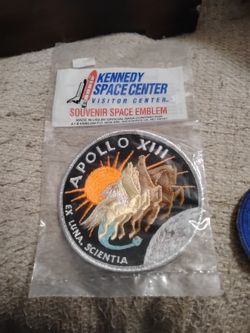 KENNEDY
SPACE CENTER
VISITOR CENTER
SOUVENIR SPACE EMBLEM
APOLLO XIII
EX LUNA, SCIENTIA